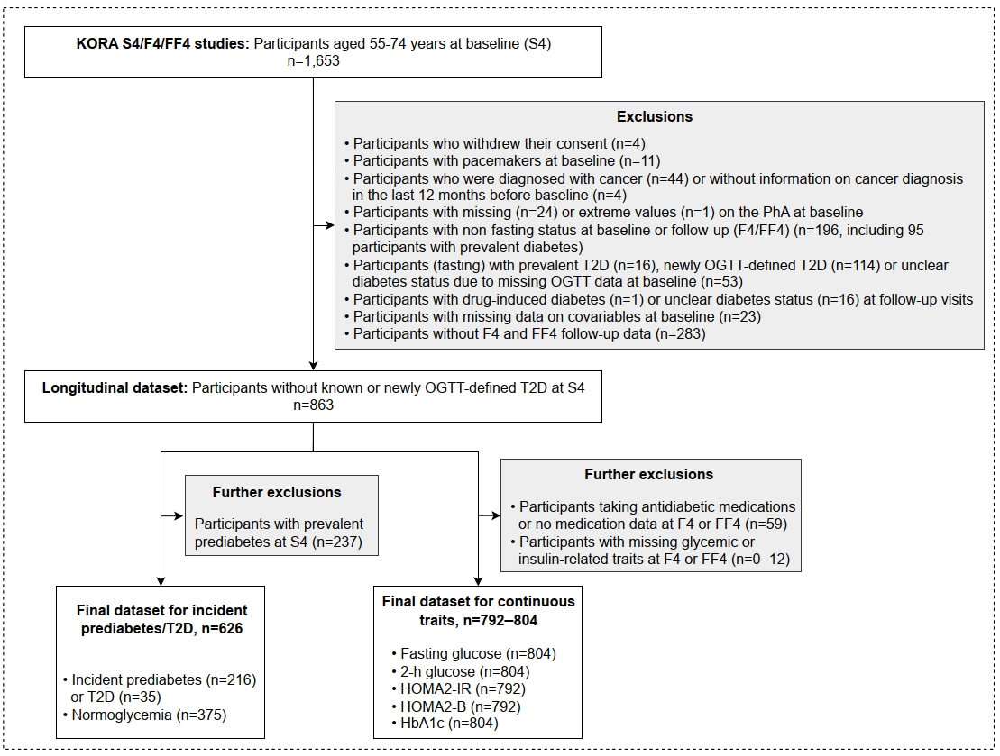 KORA S4/F4/FF4 studies: Participants aged 55-74 years at baseline (S4)
n=1,653
Exclusions
• Participants who withdrew their consent (n=4)
• Participants with pacemakers at baseline (n=11)
• Participants who were diagnosed with cancer (n=44) or without information on cancer diagnosis
in the last 12 months before baseline (n=4)
• Participants with missing (n=24) or extreme values (n=1) on the PhA at baseline
• Participants with non-fasting status at baseline or follow-up (F4/FF4) (n=196, including 95
participants with prevalent diabetes)
• Participants (fasting) with prevalent T2D (n=16), newly OGTT-defined T2D (n=114) or unclear
diabetes status due to missing OGTT data at baseline (n=53)
• Participants with drug-induced diabetes (n=1) or unclear diabetes status (n=16) at follow-up visits
• Participants with missing data on covariables at baseline (n=23)
• Participants without F4 and FF4 follow-up data (n=283)
Longitudinal dataset: Participants without known or newly OGTT-defined T2D at S4
n=863
Further exclusions
Participants with prevalent
prediabetes at S4 (n=237)
Further exclusions
• Participants taking antidiabetic medications
or no medication data at F4 or FF4 (n=59)
• Participants with missing glycemic or
insulin-related traits at F4 or FF4 (n=0–12)
Final dataset for incident
prediabetes/T2D, n=626
• Incident prediabetes (n=216)
or T2D (n=35)
• Normoglycemia (n=375)
Final dataset for continuous
traits, n=792–804
• Fasting glucose (n=804)
• 2-h glucose (n=804)
• HOMA2-IR (n=792)
• HOMA2-B (n=792)
• HbA1c (n=804)